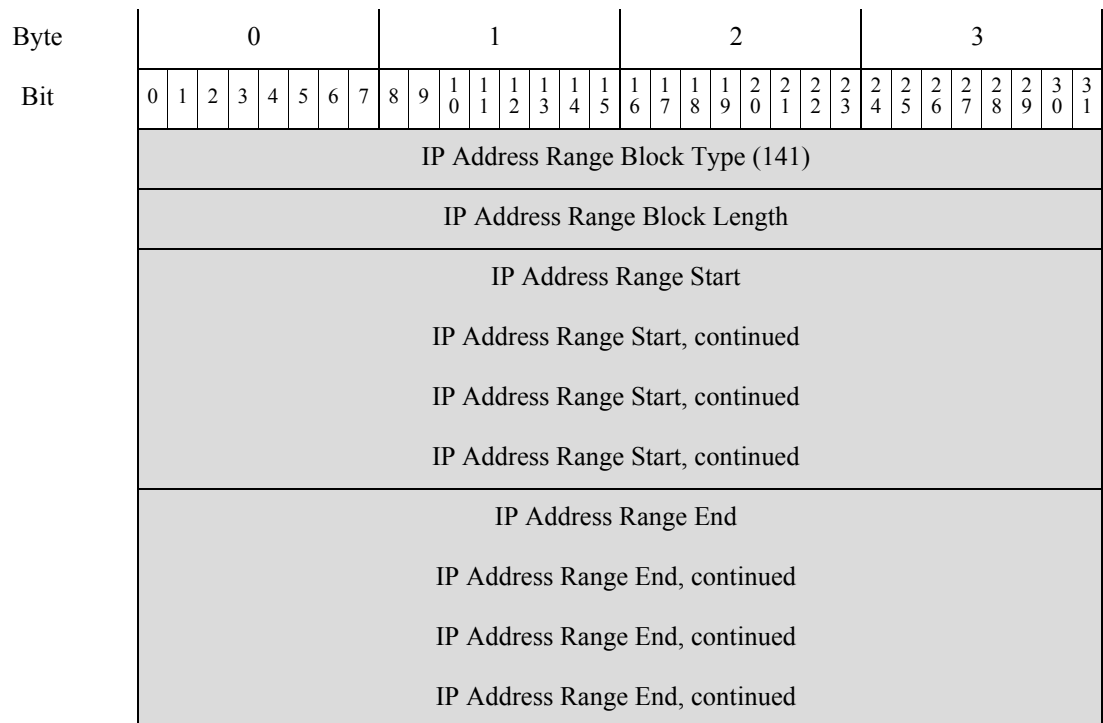 Byte 0 1 2 3
Bit 0 1 2 3 4 5 6 7 8 9 10 11 12 13 14 15 16 17 18 19 20 21 22 23 24 25 26 27 28 29 30 31
IP Address Range Block Type (141)
IP Address Range Block Length
IP Address Range Start
IP Address Range Start, continued
IP Address Range Start, continued
IP Address Range Start, continued
IP Address Range End
IP Address Range End, continued
IP Address Range End, continued
IP Address Range End, continued